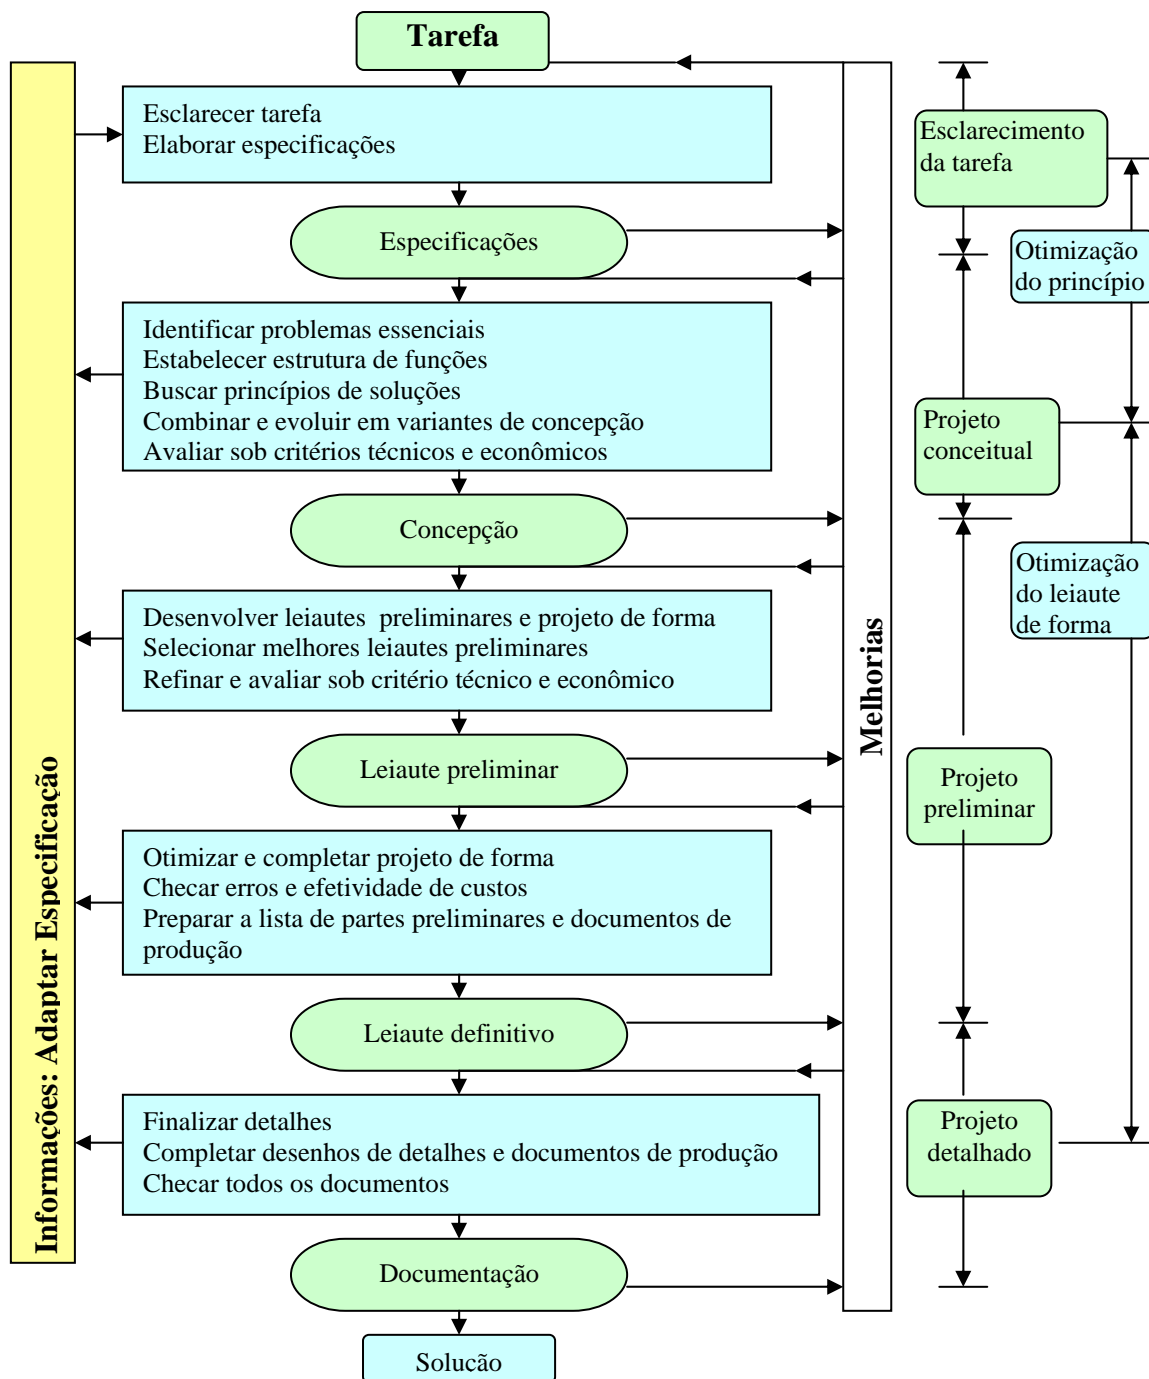 Tarefa
Esclarecer tarefa
Elaborar especificações
Especificações
Identificar problemas essenciais
Estabelecer estrutura de funções
Buscar princípios de soluções
Combinar e evoluir em variantes de concepção
Avaliar sob critérios técnicos e econômicos
Concepção
Desenvolver leiautes preliminares e projeto de forma
Selecionar melhores leiautes preliminares
Refinar e avaliar sob critério técnico e econômico
Leiaute preliminar
Otimizar e completar projeto de forma
Checar erros e efetividade de custos
Preparar a lista de partes preliminares e documentos de
produção
Leiaute definitivo
Finalizar detalhes
Completar desenhos de detalhes e documentos de produção
Checar todos os documentos
Documentação
Solucão
Informações: Adaptar Especificação
Melhorias
Esclarecimento
da tarefa
Projeto
conceitual
Projeto
preliminar
Projeto
detalhado
Otimização
do princípio
Otimização
do leiaute
de forma